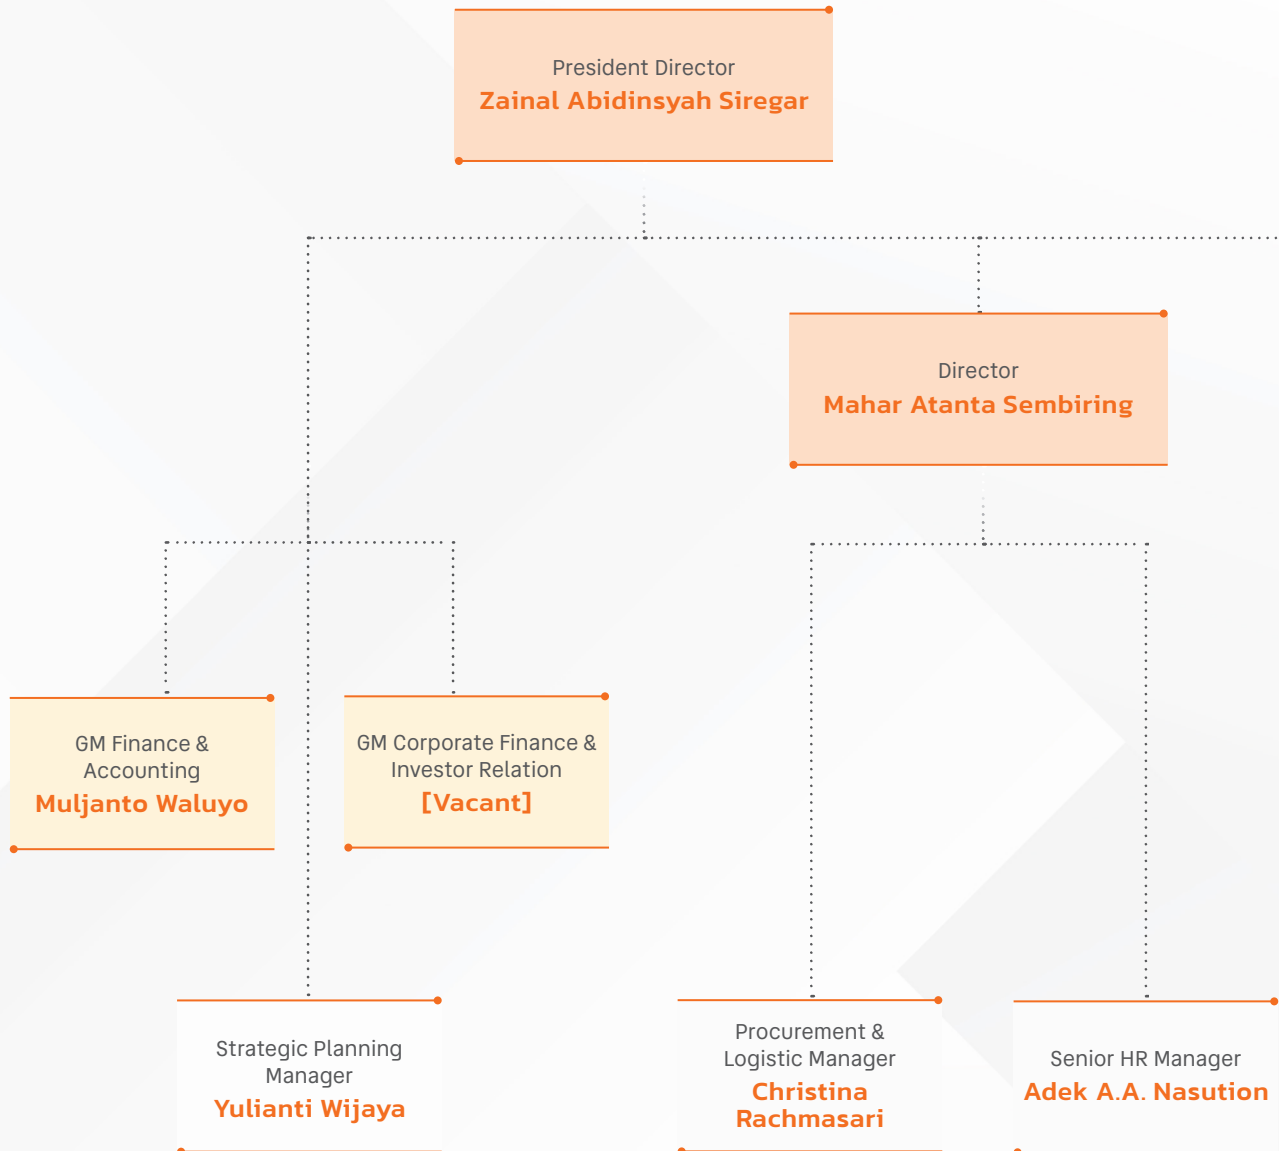 President Director
Zainal Abidinsyah Siregar
Director
Mahar Atanta Sembiring
GM Finance &
Accounting
Muljanto Waluyo
GM Corporate Finance &
Investor Relation
[Vacant]
Strategic Planning
Manager
Yulianti Wijaya
Procurement &
Logistic Manager
Christina
Rachmasari
Senior HR Manager
Adek A.A. Nasution